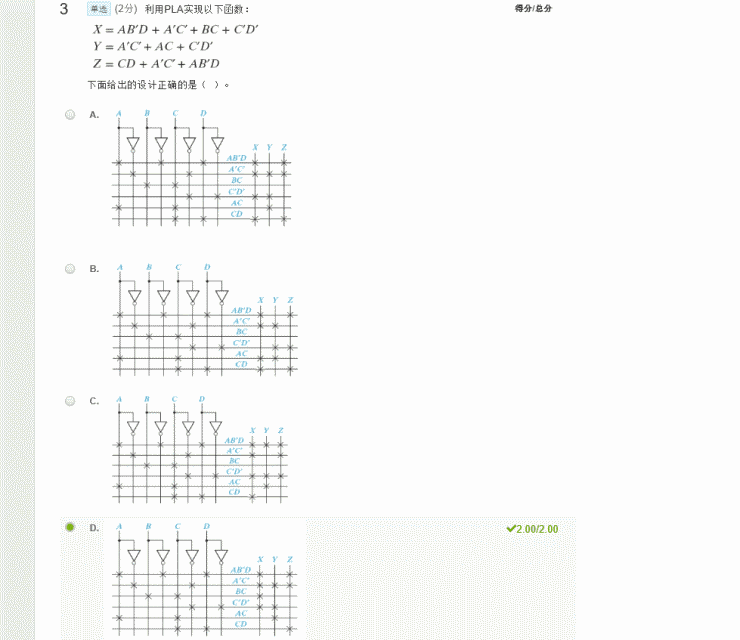 3 单选 (2分) 利用PLA实现以下函数： 得分/总分
X = AB′D + A′C′ + BC + C′D′
Y = A′C′ + AC + C′D′
Z = CD + A′C′ + AB′D
下面给出的设计正确的是（ ）。
A.
A B C D
X Y Z
AB′D
A′C′
BC
C′D′
AC
CD
B.
A B C D
X Y Z
AB′D
A′C′
BC
C′D′
AC
CD
C.
A B C D
X Y Z
AB′D
A′C′
BC
C′D′
AC
CD
D. 2.00/2.00
A B C D
X Y Z
AB′D
A′C′
BC
C′D′
AC
CD